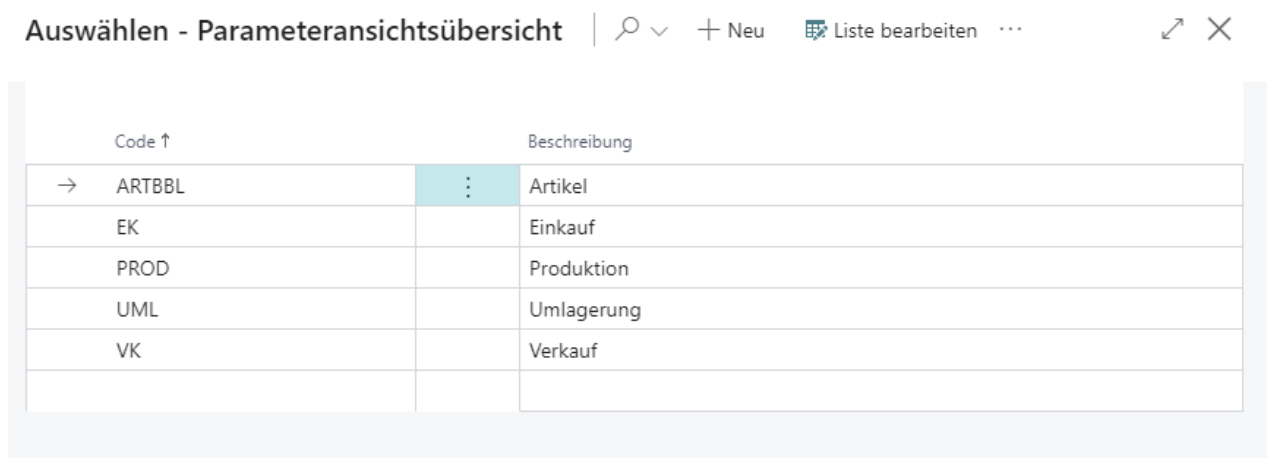 Auswählen - Parameteransichtsübersicht Neu Liste bearbeiten ...
Code ↑ Beschreibung
→ ARTBBL ⋮ Artikel
EK Einkauf
PROD Produktion
UML Umlagerung
VK Verkauf